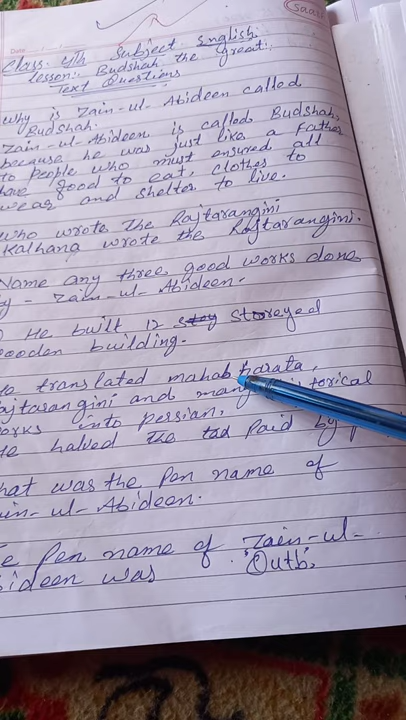 Saad
Date
Class. 4th Subject English
Lesson: Budshah the great.
Text Questions
why is Zain-ul-Abideen called
Budshah.
Zain-ul-Abideen is called Budshah,
because he was just like a Father
to people who must ensured all
have food to eat, clothes to
wear and shelter to live.
who wrote The Rajtarangini
Kalhana wrote the Rajtarangini.
Name any three good works done
by - Zain-ul-Abideen.
He built 12 storeyed
wooden building.
He translated mahabharata,
Rajtarangini and many historical
works into persian,
He halved the tax Paid by
what was the Pen name of
Zain-ul-Abideen.
The Pen name of Zain-ul-
Abideen was Qutb.